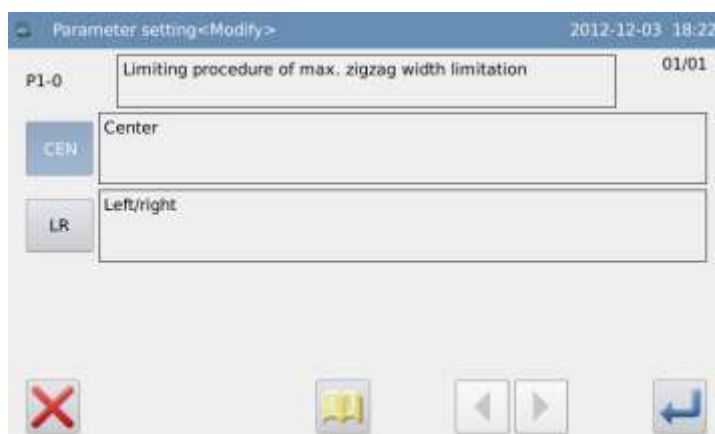 Parameter setting<Modify> 2012-12-03 18:22
P1-0 Limiting procedure of max. zigzag width limitation 01/01
CEN Center
LR Left/right